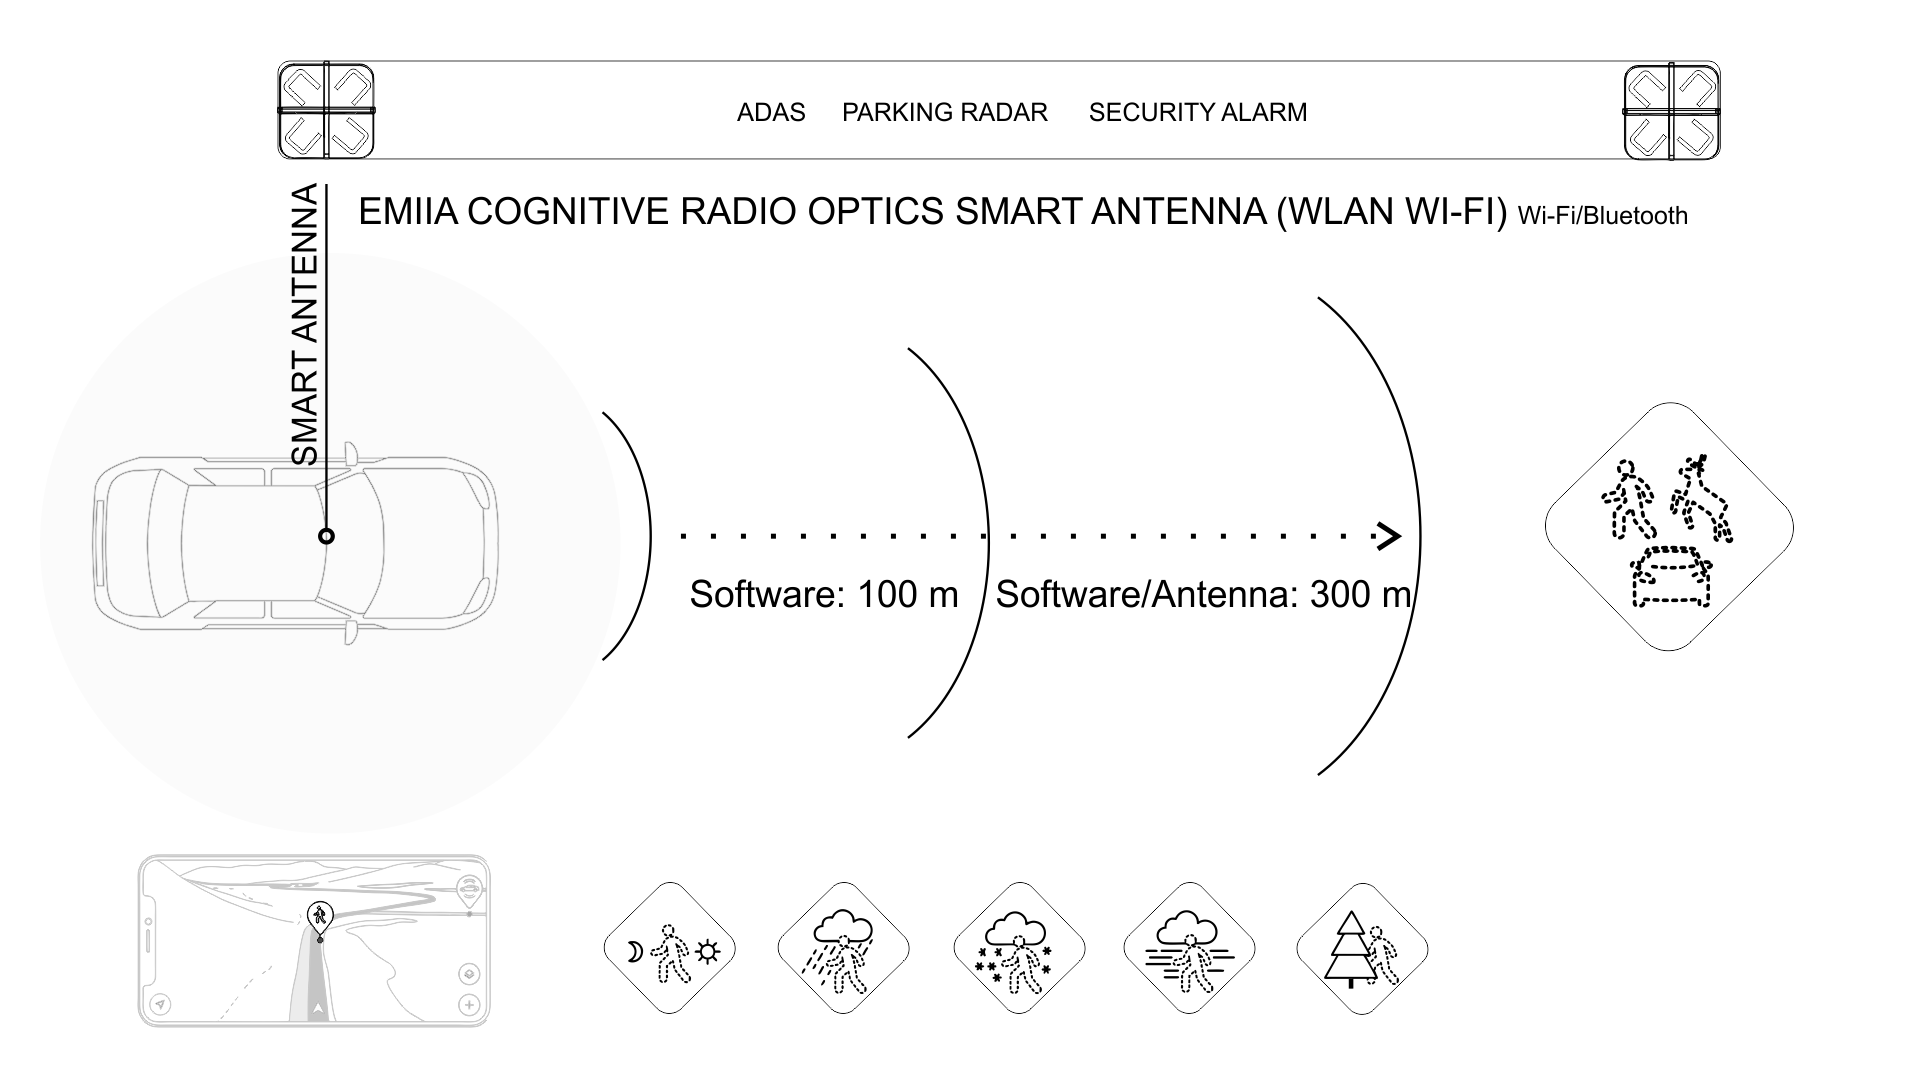 ADAS PARKING RADAR SECURITY ALARM
EMIIA COGNITIVE RADIO OPTICS SMART ANTENNA (WLAN WI-FI) Wi-Fi/Bluetooth
SMART ANTENNA
Software: 100 m
Software/Antenna: 300 m